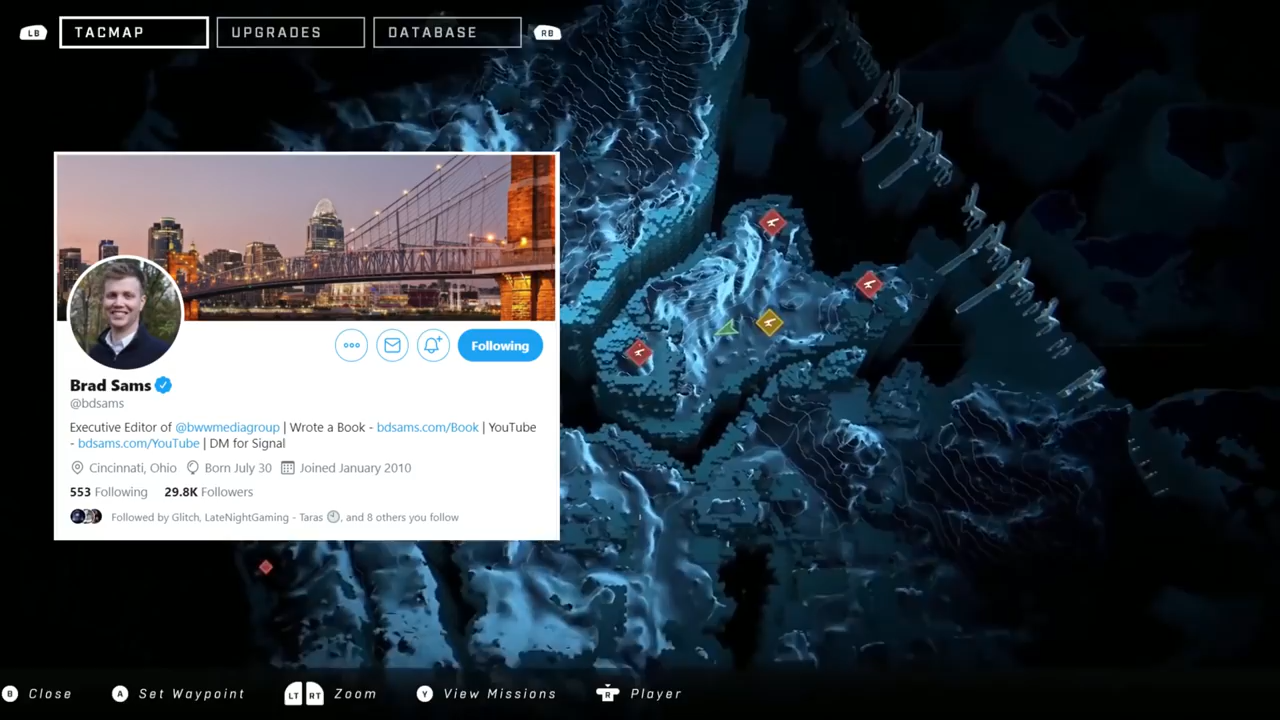 LB TACMAP UPGRADES DATABASE RB
Brad Sams
@bdsams
Executive Editor of @bwwmediagroup | Wrote a Book - bdsams.com/Book | YouTube
- bdsams.com/YouTube | DM for Signal
Cincinnati, Ohio Born July 30 Joined January 2010
553 Following 29.8K Followers
Followed by Glitch, LateNightGaming - Taras, and 8 others you follow
Following
B Close A Set Waypoint LT RT Zoom Y View Missions R Player